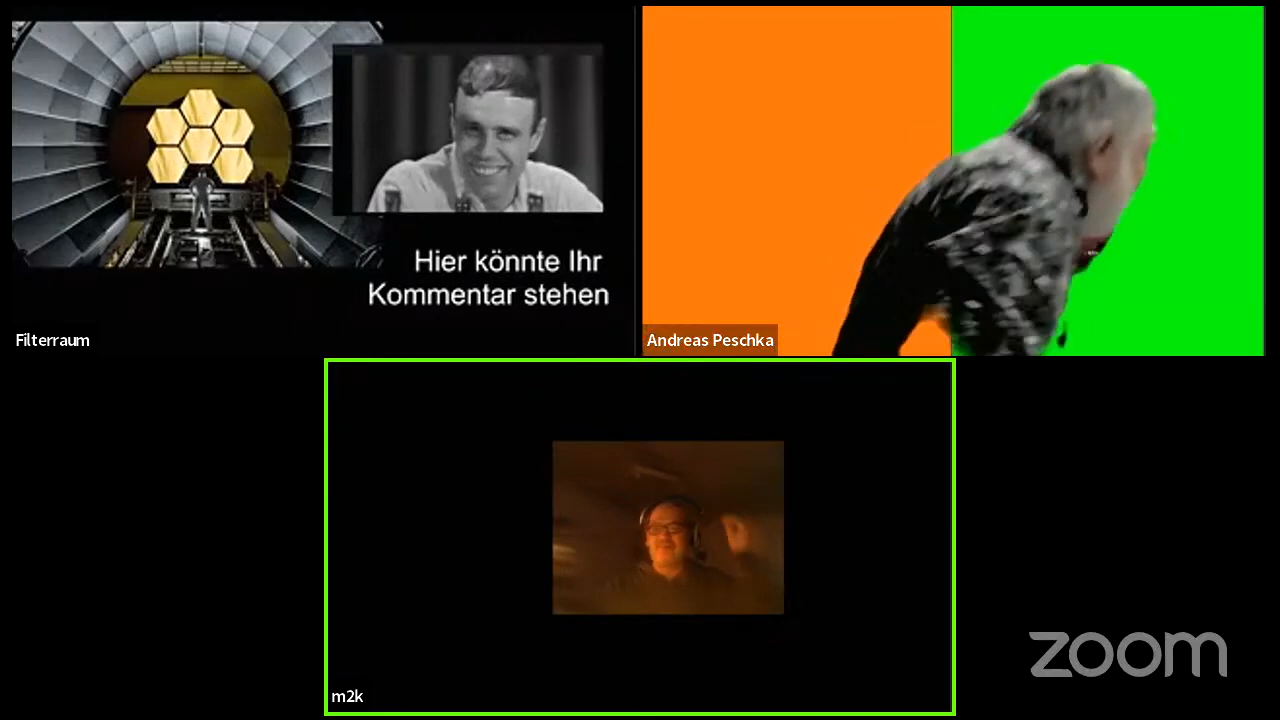 Hier könnte Ihr
Kommentar stehen
Filterraum
Andreas Peschka
m2k
zoom